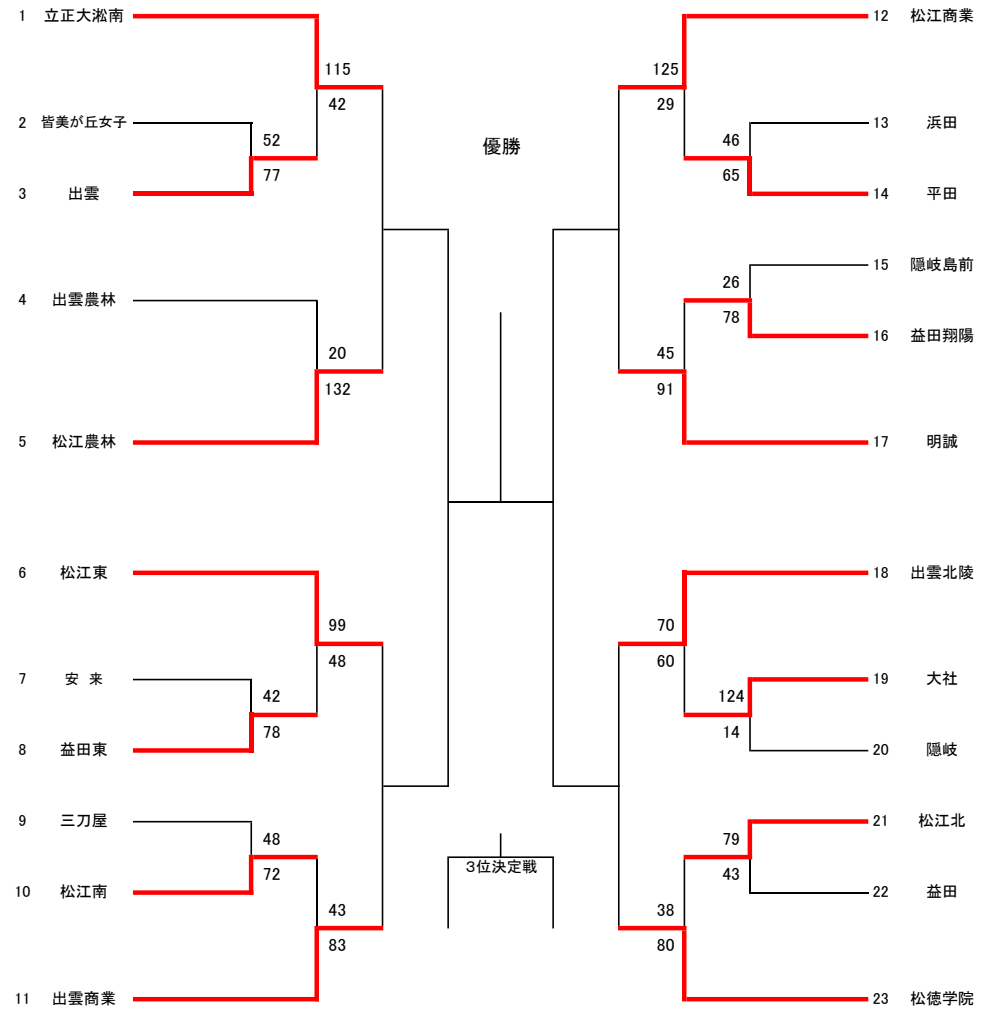 1 立正大淞南
115
42
2 皆美が丘女子
52
77
3 出雲
4 出雲農林
20
132
5 松江農林
6 松江東
99
48
7 安 来
42
78
8 益田東
9 三刀屋
48
72
10 松江南
43
83
11 出雲商業
優勝
3位決定戦
12 松江商業
125
29
13 浜田
46
65
14 平田
15 隠岐島前
26
78
16 益田翔陽
45
91
17 明誠
18 出雲北陵
70
60
19 大社
124
14
20 隠岐
21 松江北
79
43
22 益田
38
80
23 松徳学院